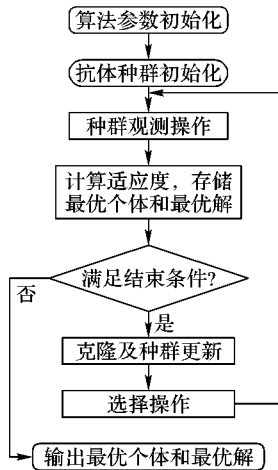 算法参数初始化
抗体种群初始化
种群观测操作
计算适应度，存储
最优个体和最优解
满足结束条件?
否
是
克隆及种群更新
选择操作
输出最优个体和最优解